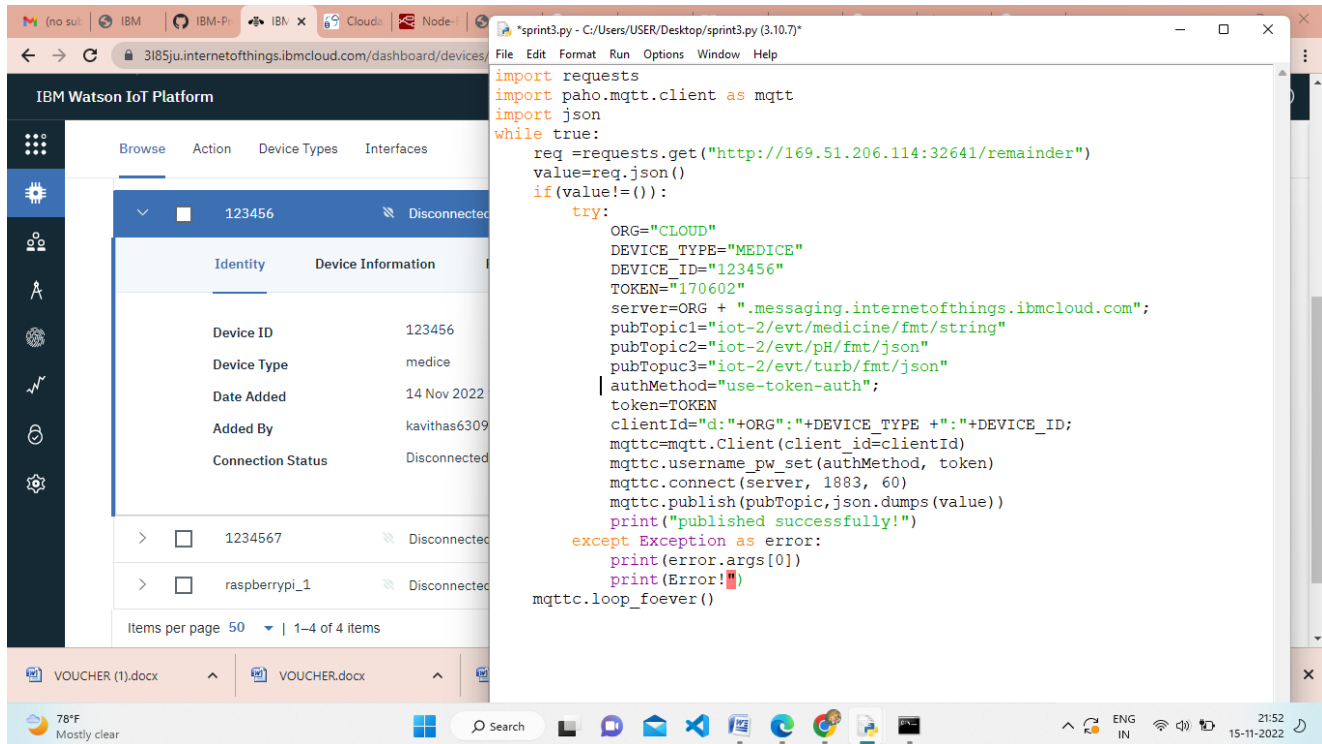 M (no sub
IBM
IBM-Pr
IBM
Clouda
Node-
3l85ju.internetofthings.ibmcloud.com/dashboard/devices/
IBM Watson IoT Platform
Browse Action Device Types Interfaces
123456 Disconnected
Identity Device Information
Device ID 123456
Device Type medice
Date Added 14 Nov 2022
Added By kavithas6309
Connection Status Disconnected
1234567 Disconnected
raspberrypi_1 Disconnected
Items per page 50 | 1–4 of 4 items
*sprint3.py - C:/Users/USER/Desktop/sprint3.py (3.10.7)*
File Edit Format Run Options Window Help
import requests
import paho.mqtt.client as mqtt
import json
while true:
    req =requests.get("http://169.51.206.114:32641/remainder")
    value=req.json()
    if(value!=()):
        try:
            ORG="CLOUD"
            DEVICE_TYPE="MEDICE"
            DEVICE_ID="123456"
            TOKEN="170602"
            server=ORG + ".messaging.internetofthings.ibmcloud.com";
            pubTopic1="iot-2/evt/medicine/fmt/string"
            pubTopic2="iot-2/evt/pH/fmt/json"
            pubTopuc3="iot-2/evt/turb/fmt/json"
            authMethod="use-token-auth";
            token=TOKEN
            clientId="d:"+ORG":"+DEVICE_TYPE +":"+DEVICE_ID;
            mqttc=mqtt.Client(client_id=clientId)
            mqttc.username_pw_set(authMethod, token)
            mqttc.connect(server, 1883, 60)
            mqttc.publish(pubTopic,json.dumps(value))
            print("published successfully!")
        except Exception as error:
            print(error.args[0])
            print(Error!")
    mqttc.loop_foever()
VOUCHER (1).docx
VOUCHER.docx
78°F
Mostly clear
Search
ENG
IN
21:52
15-11-2022